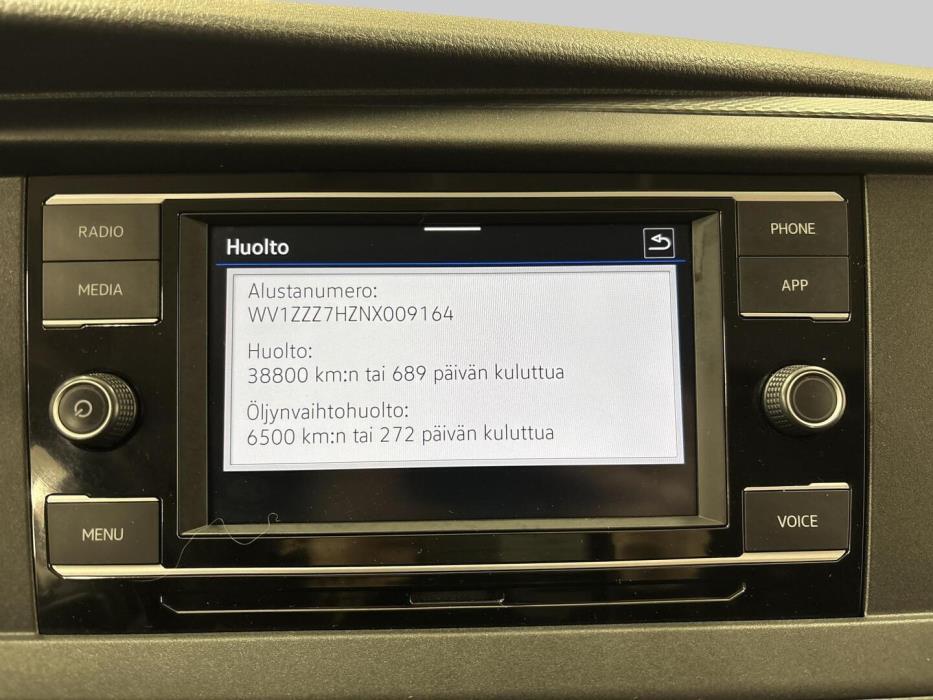 RADIO
MEDIA
MENU
Huolto
Alustanumero:
WV1ZZZ7HZNX009164
Huolto:
38800 km:n tai 689 päivän kuluttua
Öljynvaihtohuolto:
6500 km:n tai 272 päivän kuluttua
PHONE
APP
VOICE